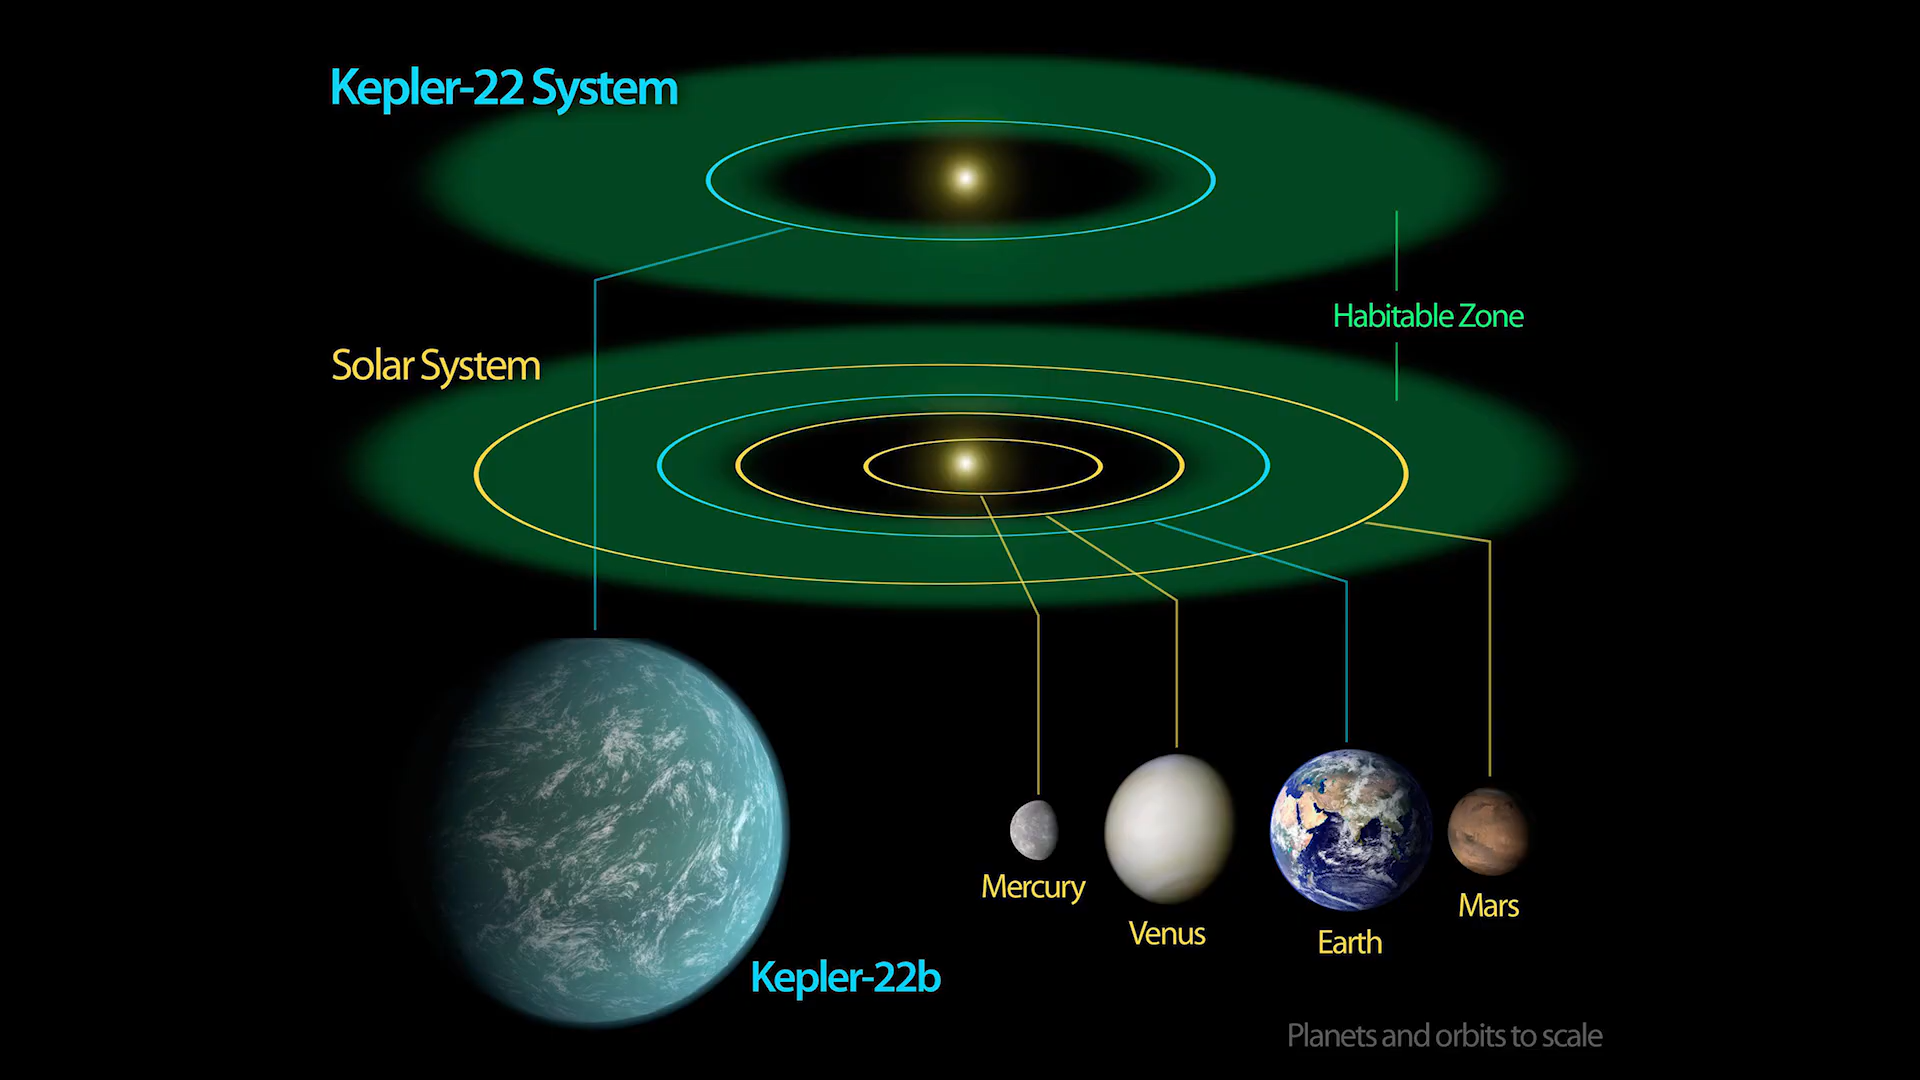 Kepler-22 System
Habitable Zone
Solar System
Mercury
Venus
Earth
Mars
Kepler-22b
Planets and orbits to scale